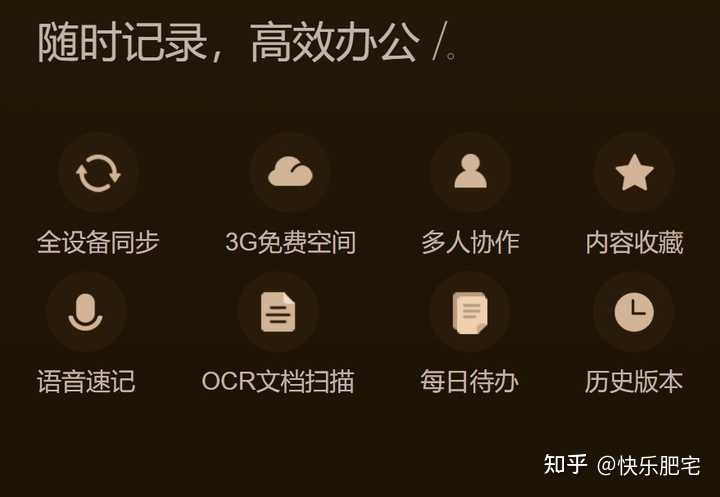 随时记录，高效办公 /。
全设备同步 3G免费空间 多人协作 内容收藏
语音速记 OCR文档扫描 每日待办 历史版本
知乎 @快乐肥宅